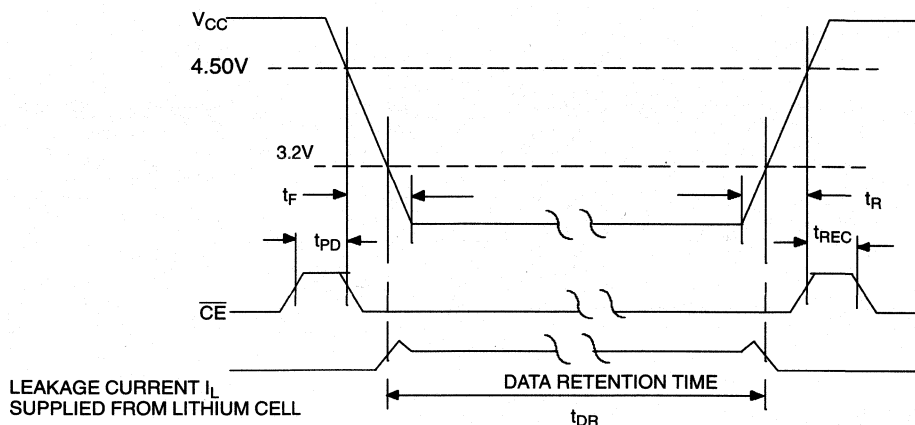 VCC
4.50V
3.2V
tF
tR
tPD
tREC
CE
LEAKAGE CURRENT IL
SUPPLIED FROM LITHIUM CELL
DATA RETENTION TIME
tDR